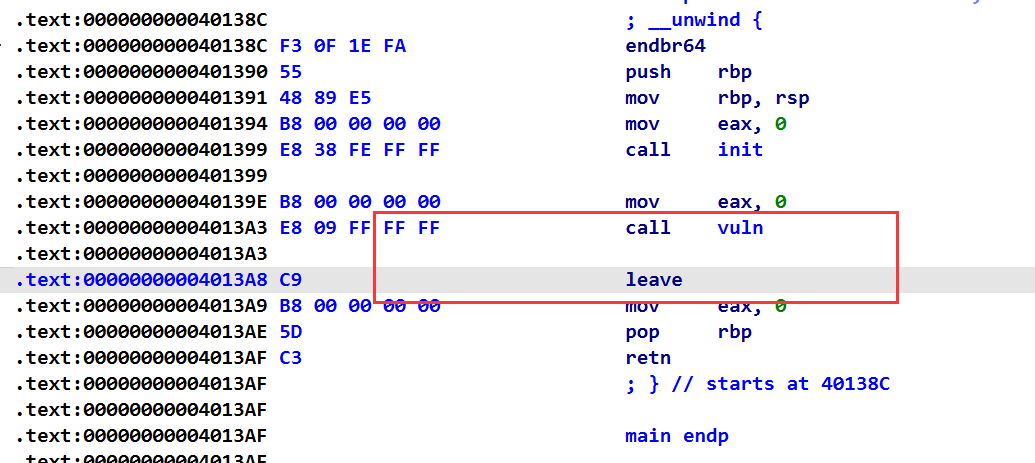 .text:000000000040138C ; __unwind {
.text:000000000040138C F3 0F 1E FA endbr64
.text:0000000000401390 55 push rbp
.text:0000000000401391 48 89 E5 mov rbp, rsp
.text:0000000000401394 B8 00 00 00 00 mov eax, 0
.text:0000000000401399 E8 38 FE FF FF call init
.text:0000000000401399
.text:000000000040139E B8 00 00 00 00 mov eax, 0
.text:00000000004013A3 E8 09 FF FF FF call vuln
.text:00000000004013A3
.text:00000000004013A8 C9 leave
.text:00000000004013A9 B8 00 00 00 00 mov eax, 0
.text:00000000004013AE 5D pop rbp
.text:00000000004013AF C3 retn
.text:00000000004013AF ; } // starts at 40138C
.text:00000000004013AF
.text:00000000004013AF main endp